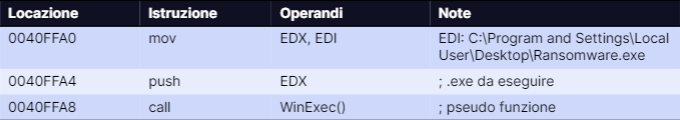 Locazione Istruzione Operandi Note
0040FFA0 mov EDX, EDI EDI: C:\Program and Settings\Local
User\Desktop\Ransomware.exe
0040FFA4 push EDX ; .exe da eseguire
0040FFA8 call WinExec() ; pseudo funzione